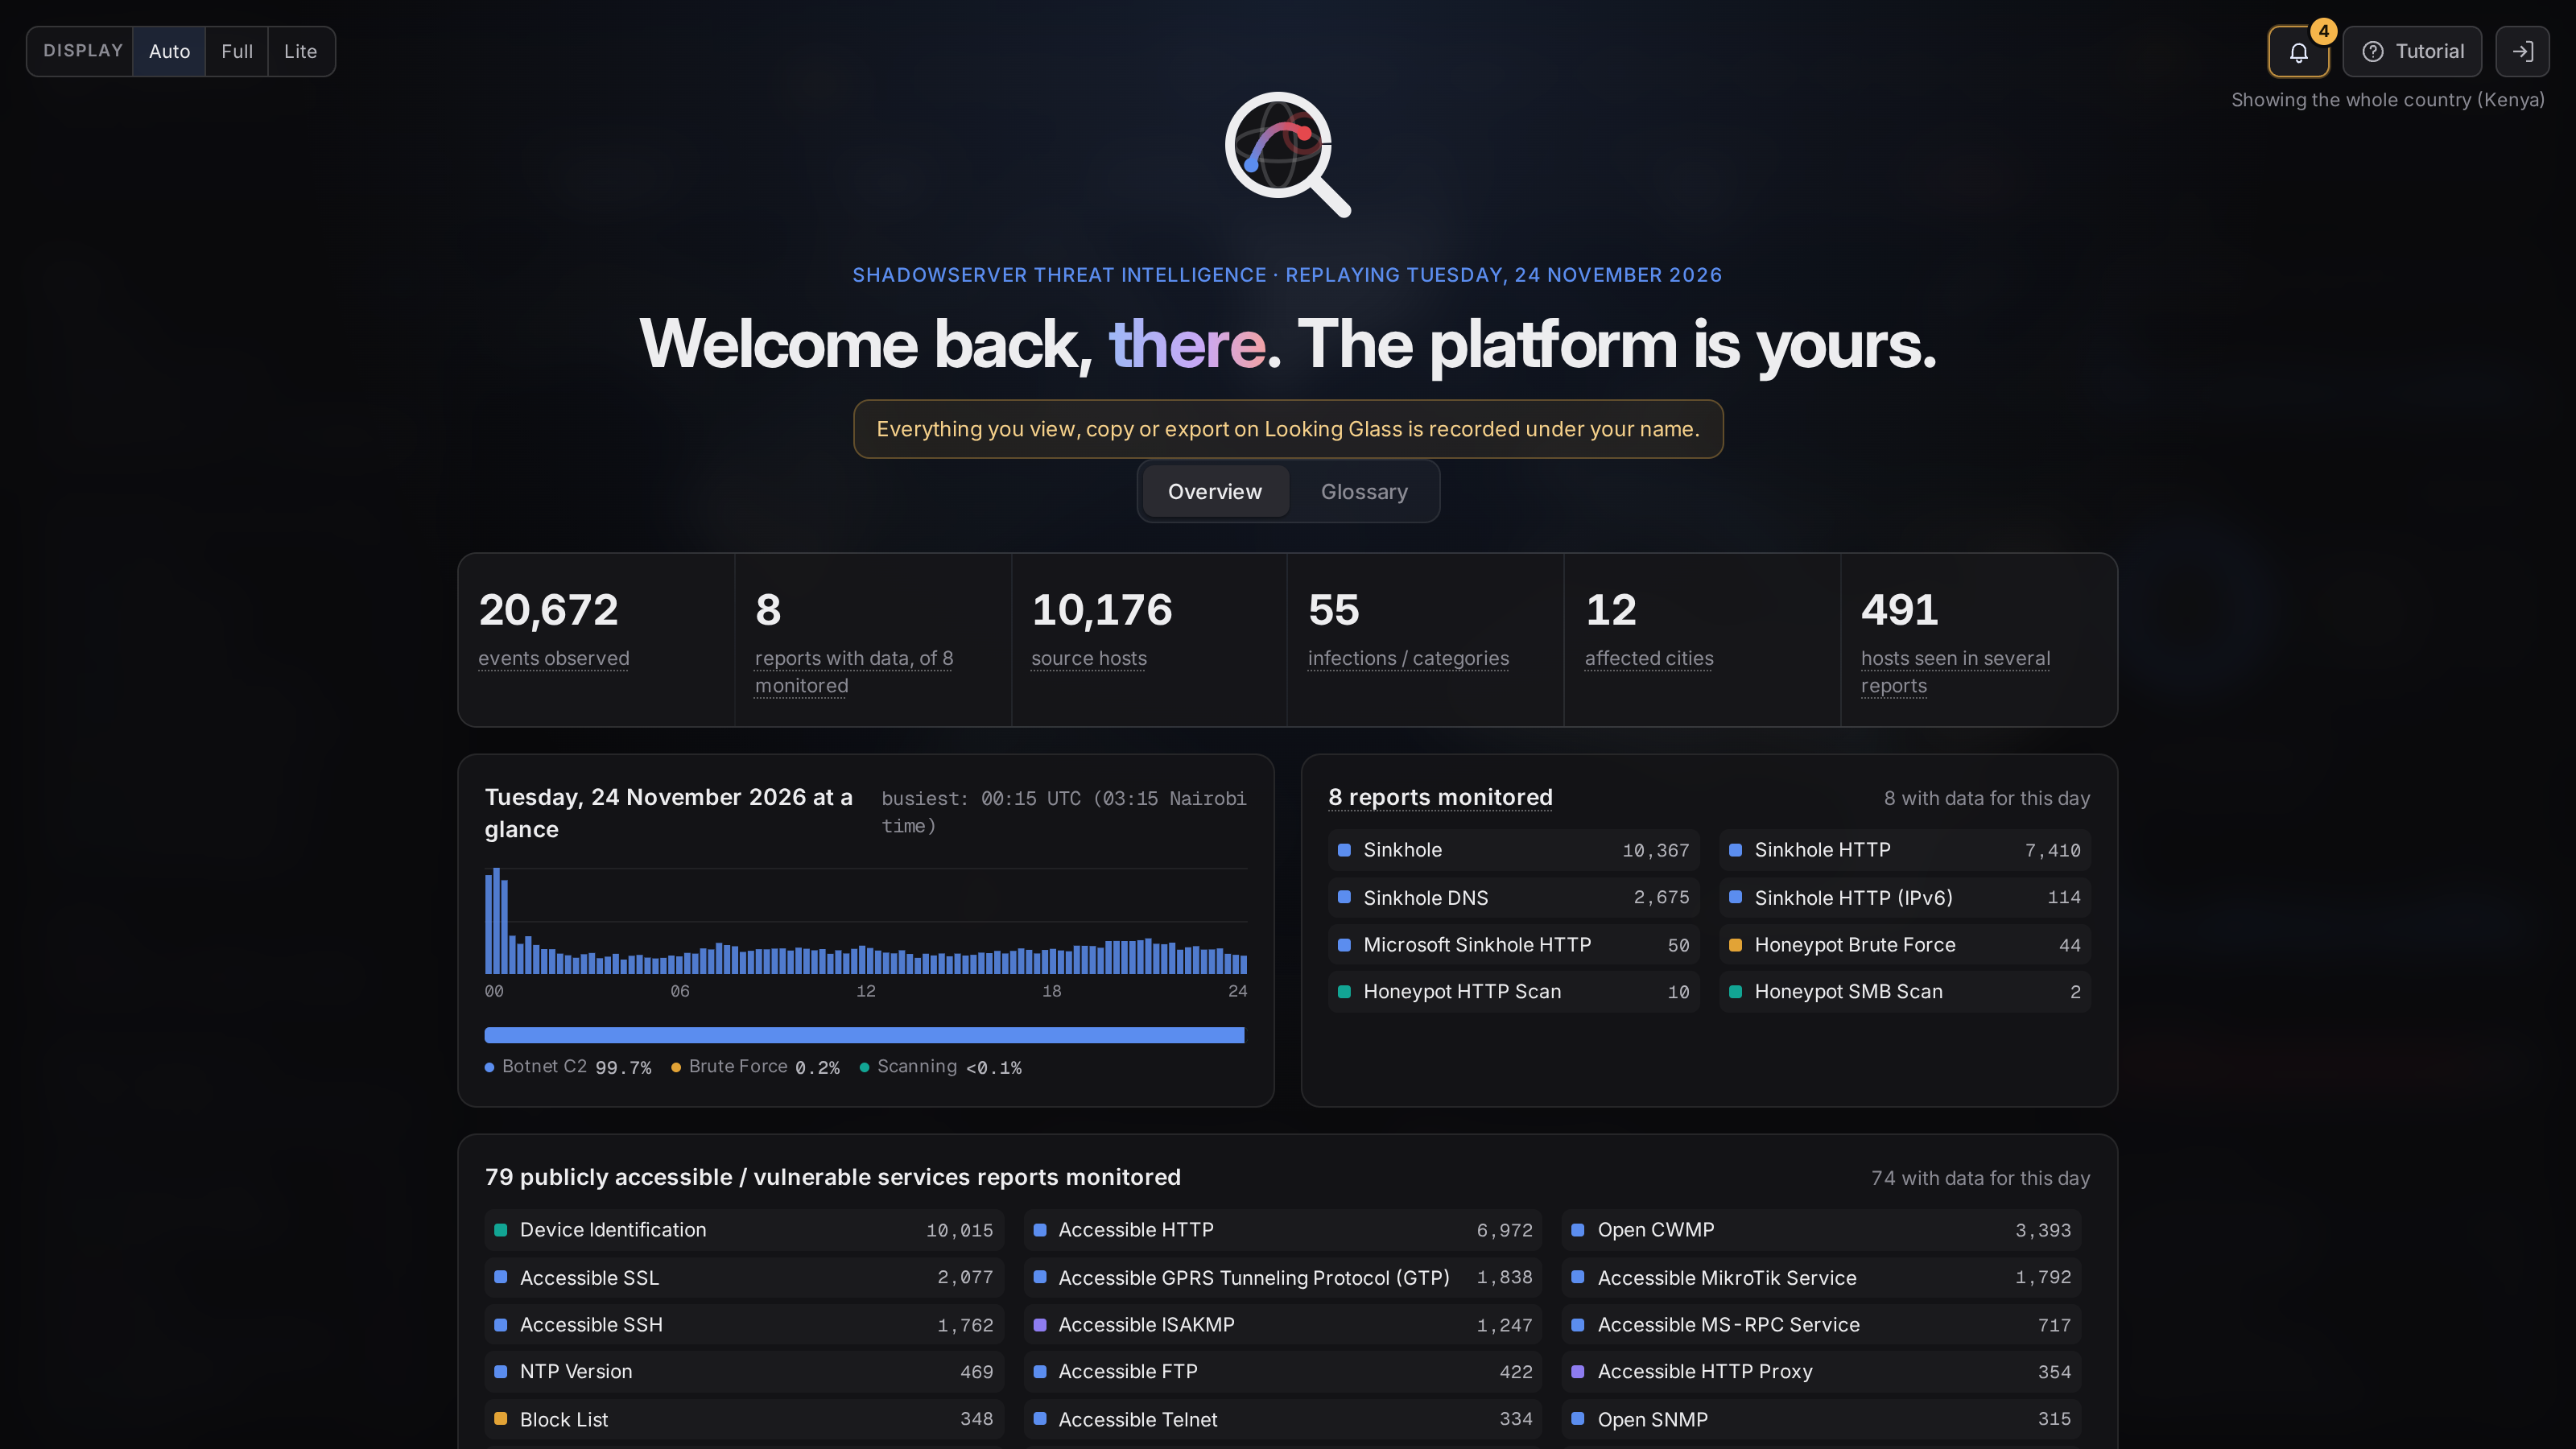 DISPLAY Auto Full Lite
4
Tutorial
Showing the whole country (Kenya)
SHADOWSERVER THREAT INTELLIGENCE · REPLAYING TUESDAY, 24 NOVEMBER 2026
Welcome back, there. The platform is yours.
Everything you view, copy or export on Looking Glass is recorded under your name.
Overview Glossary
20,672
events observed
8
reports with data, of 8
monitored
10,176
source hosts
55
infections / categories
12
affected cities
491
hosts seen in several
reports
Tuesday, 24 November 2026 at a
glance
busiest: 00:15 UTC (03:15 Nairobi
time)
00 06 12 18 24
Botnet C2 99.7% Brute Force 0.2% Scanning <0.1%
8 reports monitored
8 with data for this day
Sinkhole 10,367
Sinkhole HTTP 7,410
Sinkhole DNS 2,675
Sinkhole HTTP (IPv6) 114
Microsoft Sinkhole HTTP 50
Honeypot Brute Force 44
Honeypot HTTP Scan 10
Honeypot SMB Scan 2
79 publicly accessible / vulnerable services reports monitored
74 with data for this day
Device Identification 10,015
Accessible HTTP 6,972
Open CWMP 3,393
Accessible SSL 2,077
Accessible GPRS Tunneling Protocol (GTP) 1,838
Accessible MikroTik Service 1,792
Accessible SSH 1,762
Accessible ISAKMP 1,247
Accessible MS-RPC Service 717
NTP Version 469
Accessible FTP 422
Accessible HTTP Proxy 354
Block List 348
Accessible Telnet 334
Open SNMP 315